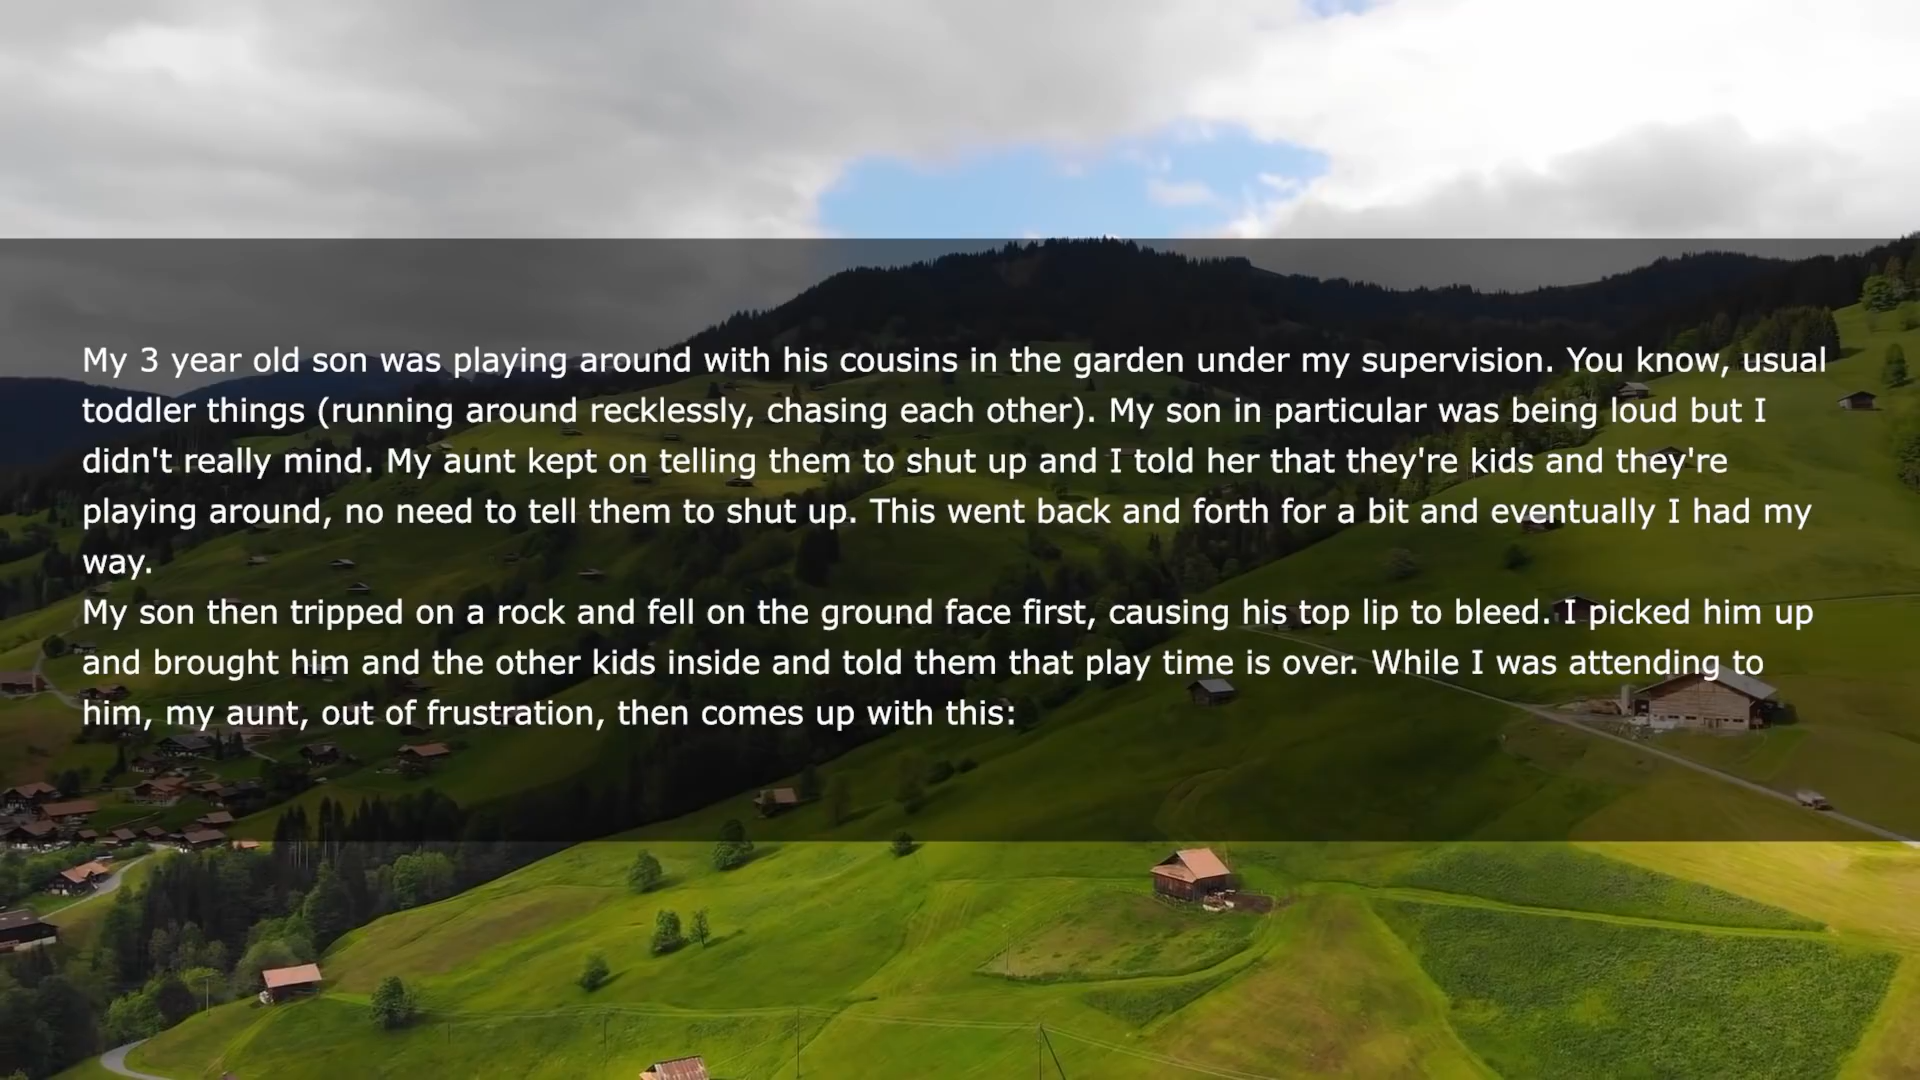 My 3 year old son was playing around with his cousins in the garden under my supervision. You know, usual
toddler things (running around recklessly, chasing each other). My son in particular was being loud but I
didn't really mind. My aunt kept on telling them to shut up and I told her that they're kids and they're
playing around, no need to tell them to shut up. This went back and forth for a bit and eventually I had my
way.
My son then tripped on a rock and fell on the ground face first, causing his top lip to bleed. I picked him up
and brought him and the other kids inside and told them that play time is over. While I was attending to
him, my aunt, out of frustration, then comes up with this: